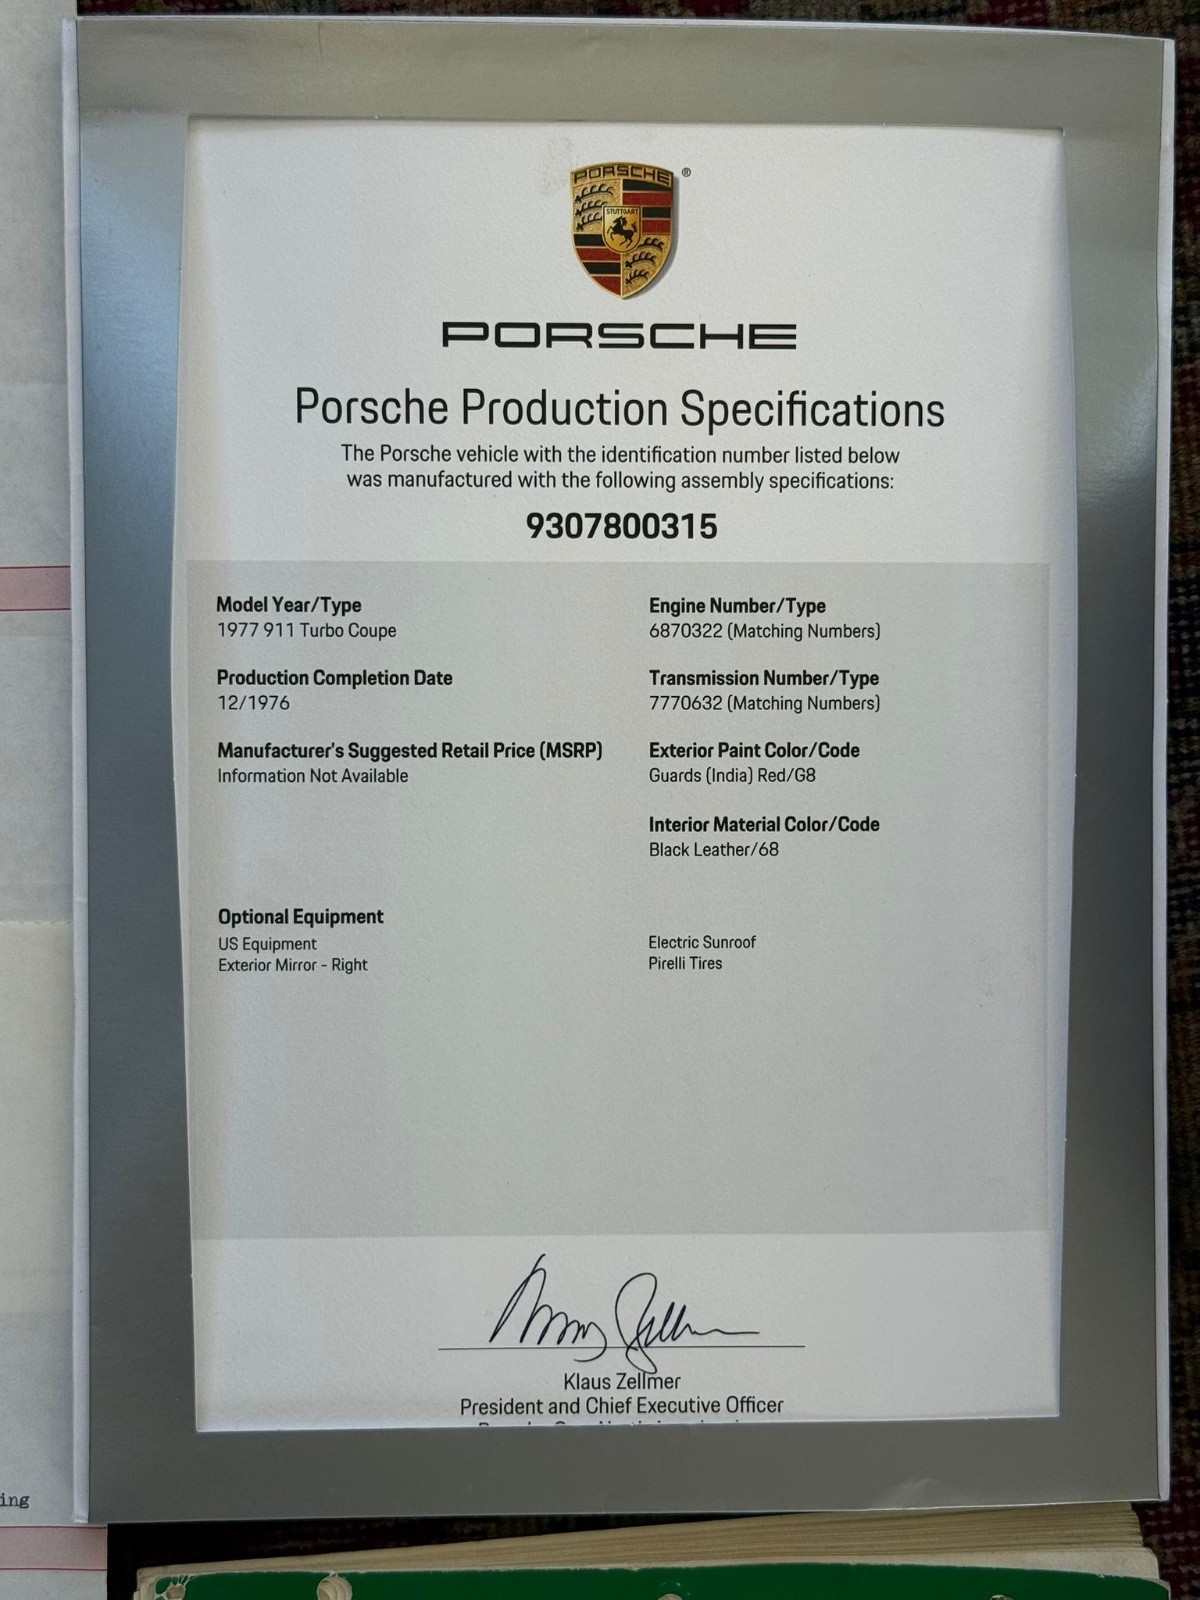 PORSCHE
®
STUTTGART
PORSCHE
Porsche Production Specifications
The Porsche vehicle with the identification number listed below
was manufactured with the following assembly specifications:
9307800315
Model Year/Type
1977 911 Turbo Coupe
Production Completion Date
12/1976
Manufacturer's Suggested Retail Price (MSRP)
Information Not Available
Engine Number/Type
6870322 (Matching Numbers)
Transmission Number/Type
7770632 (Matching Numbers)
Exterior Paint Color/Code
Guards (India) Red/G8
Interior Material Color/Code
Black Leather/68
Optional Equipment
US Equipment
Exterior Mirror - Right
Electric Sunroof
Pirelli Tires
Klaus Zellmer
President and Chief Executive Officer
ing